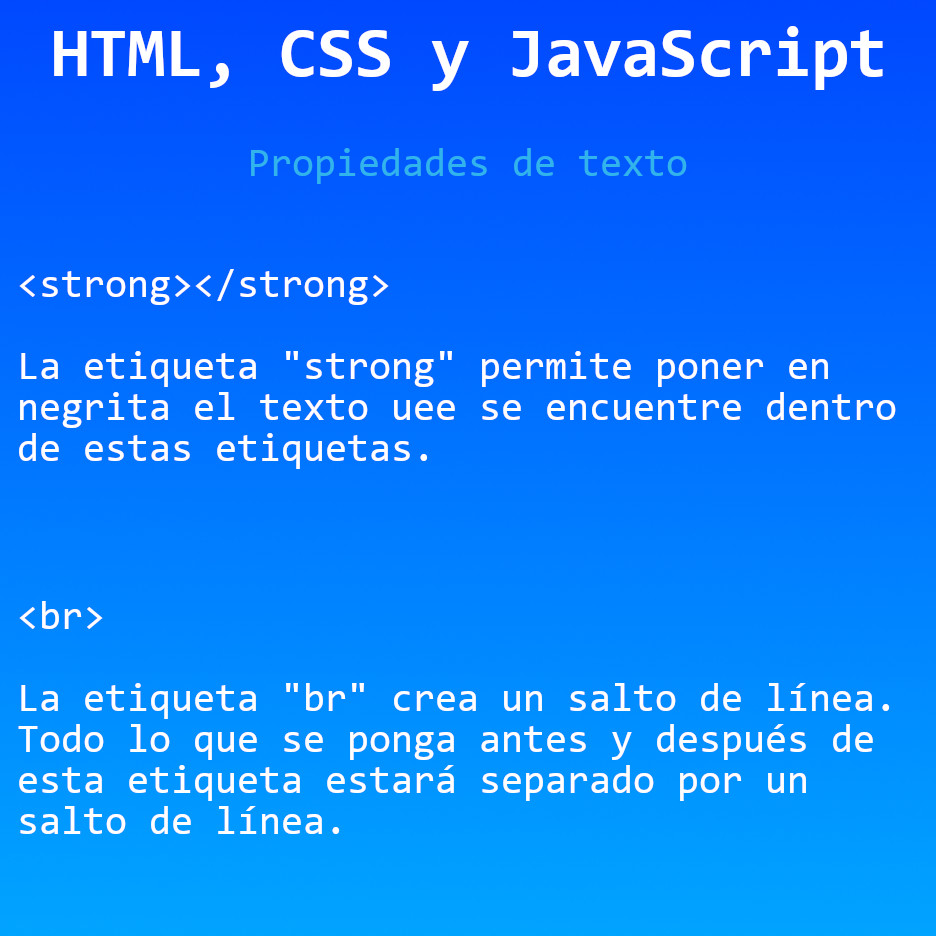 HTML, CSS y JavaScript
Propiedades de texto
<strong></strong>
La etiqueta "strong" permite poner en
negrita el texto uee se encuentre dentro
de estas etiquetas.
<br>
La etiqueta "br" crea un salto de línea.
Todo lo que se ponga antes y después de
esta etiqueta estará separado por un
salto de línea.